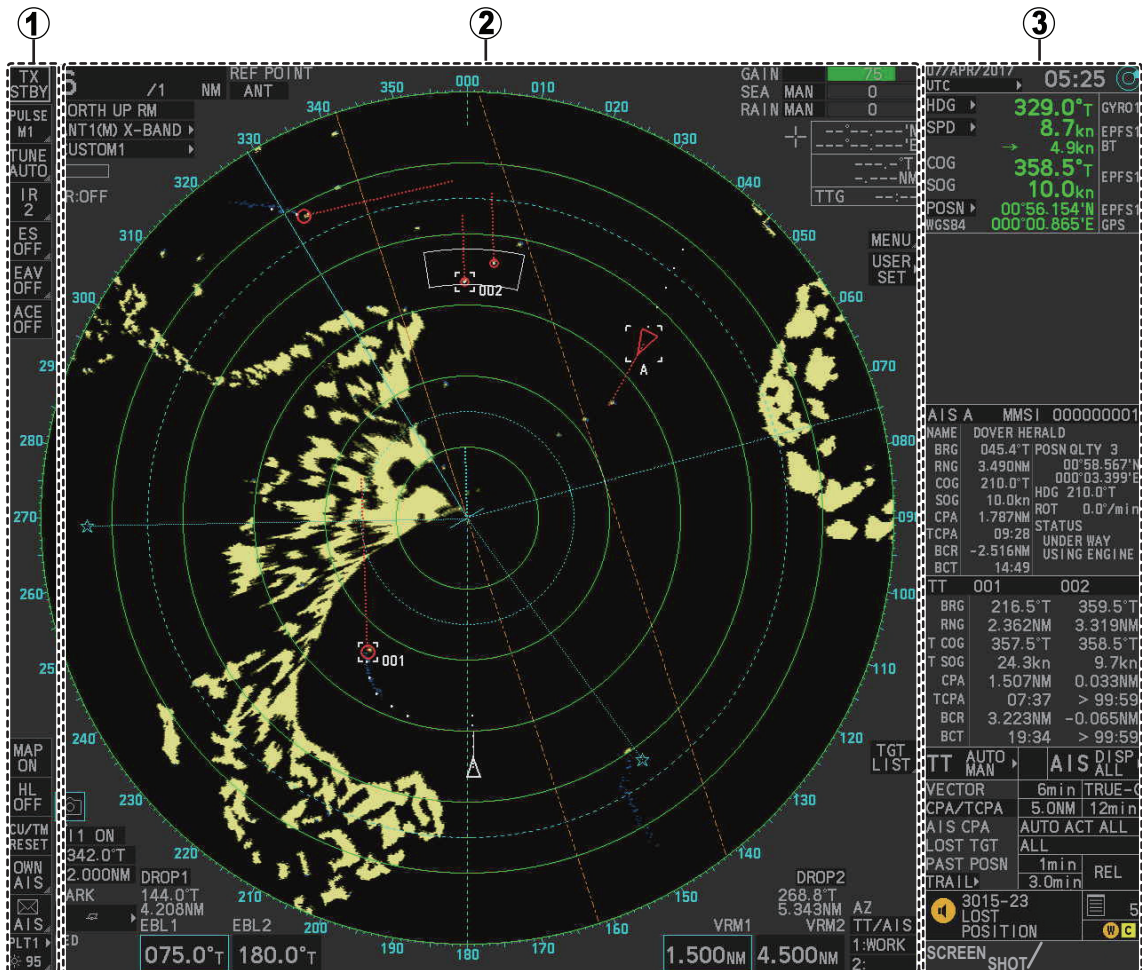 1
2
3
TX
STBY
PULSE
M1
TUNE
AUTO
IR
2
ES
OFF
EAV
OFF
ACE
OFF
MAP
ON
HL
OFF
CU/TM
RESET
OWN
AIS
AIS
PLT1
95
6 /1 NM
REF POINT
ANT
ORTH UP RM
NT1(M) X-BAND
USTOM1
R:OFF
GAIN 75
SEA MAN 0
RAIN MAN 0
--°--.---'N
---°--.---'E
---.-°T
-.---NM
TTG --:--
MENU
USER
SET
340
350
000
010
020
330
030
320
040
310
050
300
060
29
070
280
080
270
090
260
100
25
110
240
120
230
130
220
140
210
150
200
190
180
170
160
002
A
001
TGT
LIST
I1 ON
342.0°T
2.000NM
ARK
DROP1
144.0°T
4.208NM
EBL1 EBL2
075.0°T 180.0°T
DROP2
268.8°T
5.343NM
VRM1 VRM2
1.500NM 4.500NM
AZ
TT/AIS
1:WORK
2:
07/APR/2017
UTC 05:25
HDG 329.0°T GYRO1
SPD 8.7kn EPFS1
→ 4.9kn BT
COG 358.5°T EPFS1
SOG 10.0kn
POSN 00°56.154'N EPFS1
WGS84 000°00.865'E GPS
AIS A MMSI 000000001
NAME DOVER HERALD
BRG 045.4°T POSN QLTY 3
RNG 3.490NM 00°58.567'N
000°03.399'E
COG 210.0°T HDG 210.0°T
SOG 10.0kn ROT 0.0°/min
CPA 1.787NM STATUS
TCPA 09:28 UNDER WAY
BCR -2.516NM USING ENGINE
BCT 14:49
TT 001 002
BRG 216.5°T 359.5°T
RNG 2.362NM 3.319NM
T COG 357.5°T 358.5°T
T SOG 24.3kn 9.7kn
CPA 1.507NM 0.033NM
TCPA 07:37 > 99:59
BCR 3.223NM -0.065NM
BCT 19:34 > 99:59
TT AUTO MAN AIS DISP ALL
VECTOR 6min TRUE-
CPA/TCPA 5.0NM 12min
AIS CPA AUTO ACT ALL
LOST TGT ALL
PAST POSN 1min REL
TRAIL 3.0min
3015-23 5
LOST
POSITION W C
SCREEN SHOT/